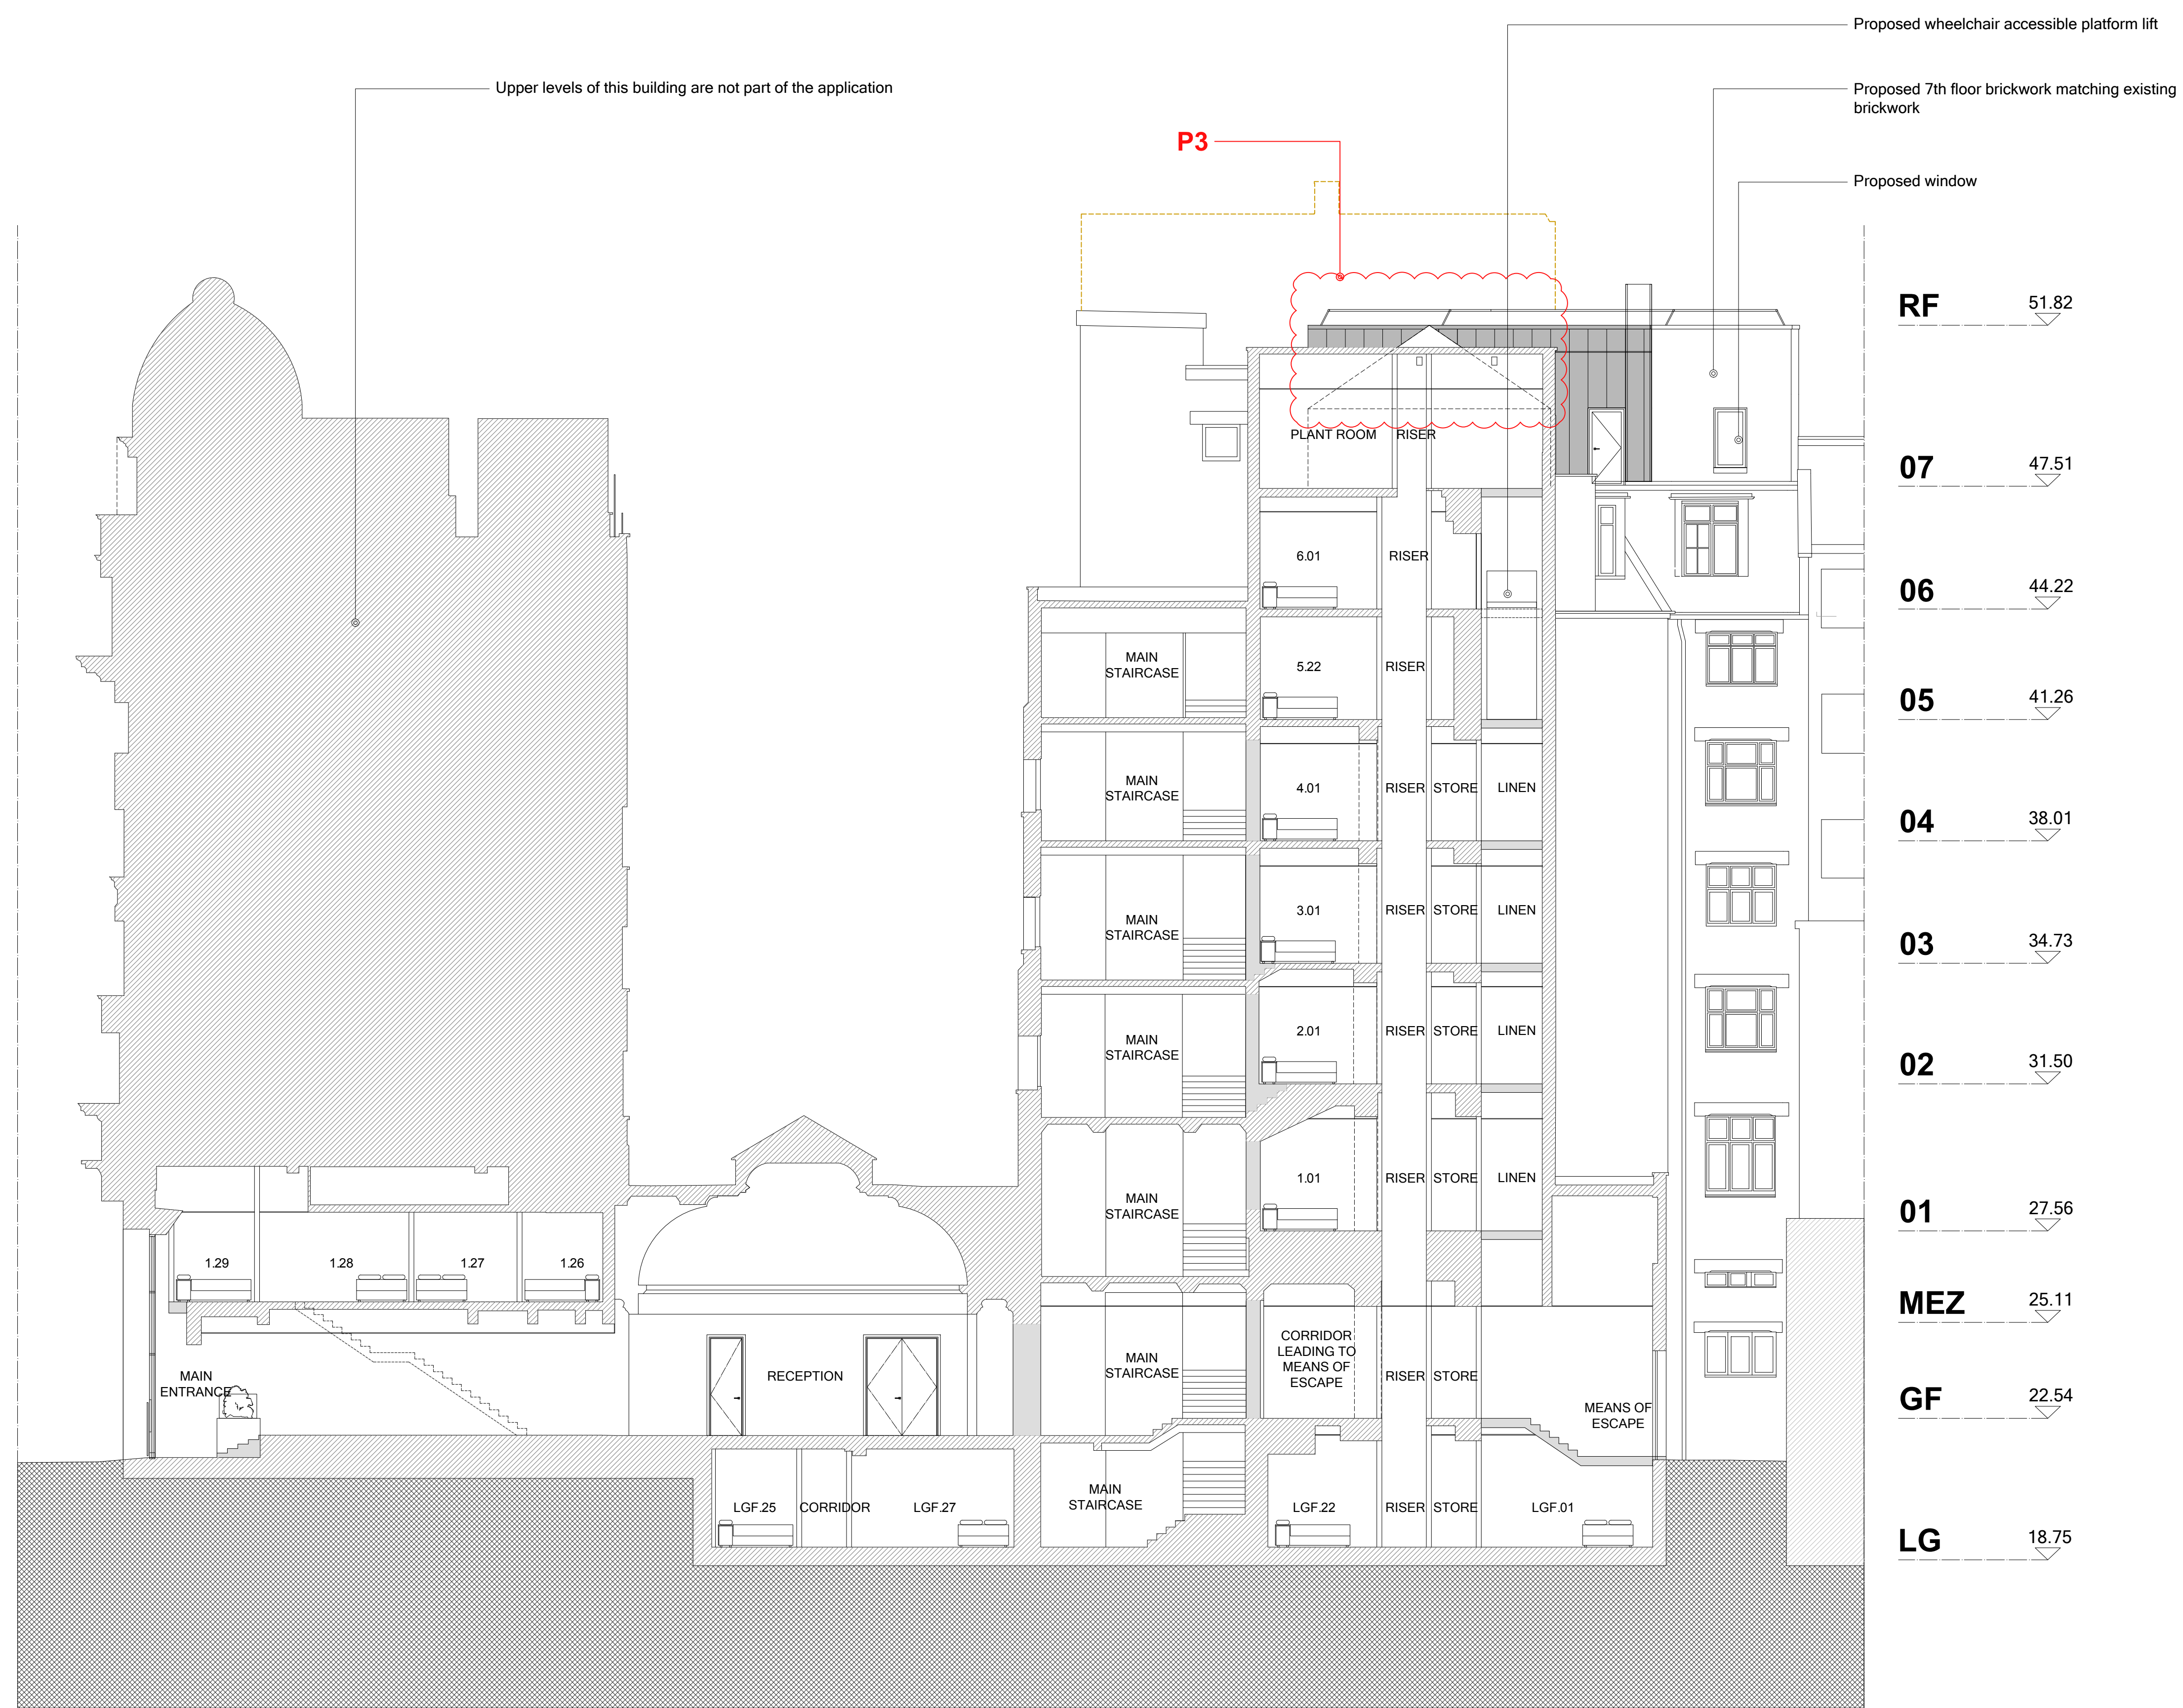 Proposed wheelchair accessible platform lift
Upper levels of this building are not part of the application
Proposed 7th floor brickwork matching existing
brickwork
P3
Proposed window
RF 51.82
PLANT ROOM RISER
07 47.51
6.01 RISER
06 44.22
MAIN
STAIRCASE
5.22 RISER
05 41.26
MAIN
STAIRCASE
4.01 RISER STORE LINEN
04 38.01
MAIN
STAIRCASE
3.01 RISER STORE LINEN
03 34.73
MAIN
STAIRCASE
2.01 RISER STORE LINEN
02 31.50
MAIN
STAIRCASE
1.01 RISER STORE LINEN
01 27.56
1.29 1.28 1.27 1.26
MEZ 25.11
MAIN
ENTRANCE
RECEPTION
MAIN
STAIRCASE
CORRIDOR
LEADING TO
MEANS OF
ESCAPE
RISER STORE
MEANS OF
ESCAPE
GF 22.54
LGF.25 CORRIDOR LGF.27
MAIN
STAIRCASE
LGF.22 RISER STORE LGF.01
LG 18.75